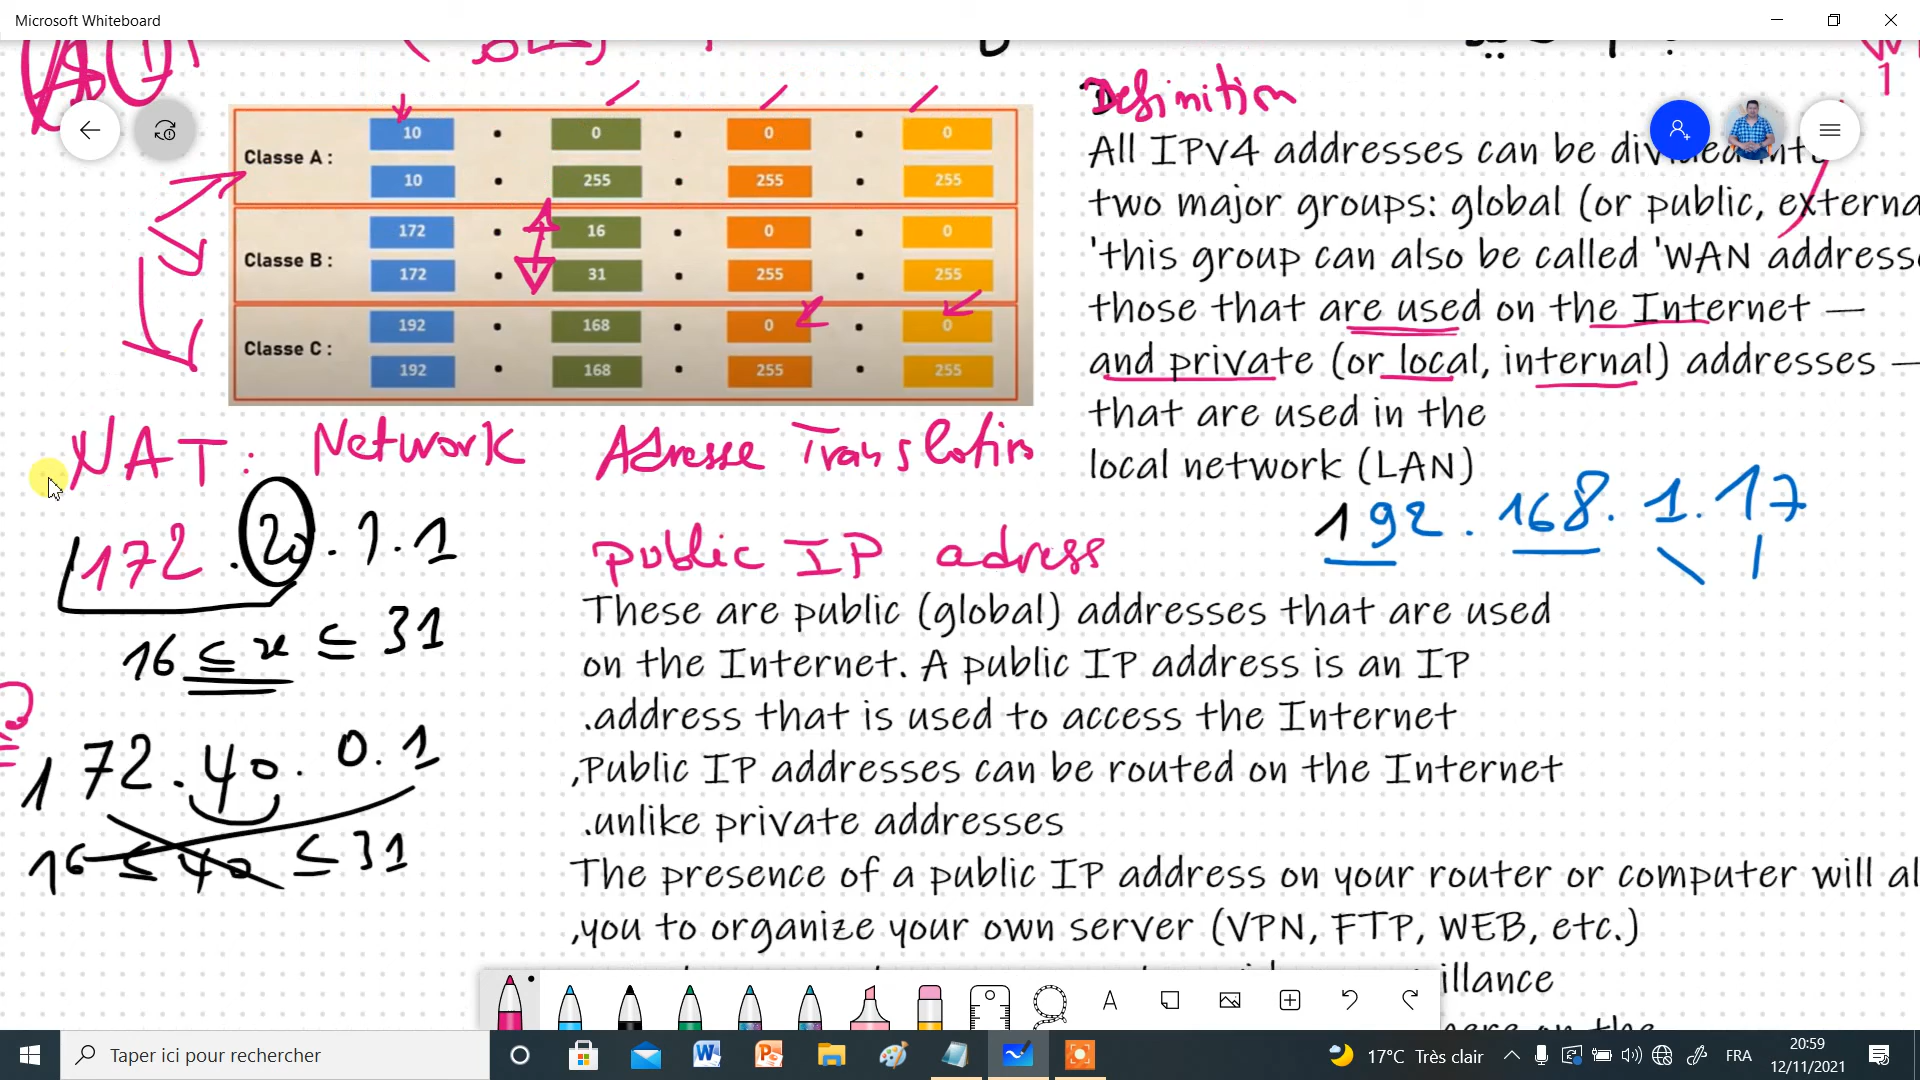 Microsoft Whiteboard
Definition
Classe A :
10 . 0 . 0 . 0
10 . 255 . 255 . 255
Classe B :
172 . 16 . 0 . 0
172 . 31 . 255 . 255
Classe C :
192 . 168 . 0 . 0
192 . 168 . 255 . 255
All IPv4 addresses can be divided
two major groups: global (or public, externa
'this group can also be called 'WAN address
those that are used on the Internet —
and private (or local, internal) addresses —
that are used in the
local network (LAN)
192 . 168 . 1 . 17
NAT : Network Adresse Translation
172 . 20 . 1 . 1
16 ≤ x ≤ 31
172 . 40 . 0 . 1
16 ≤ 40 ≤ 31
public IP adress
These are public (global) addresses that are used
on the Internet. A public IP address is an IP
.address that is used to access the Internet
,Public IP addresses can be routed on the Internet
.unlike private addresses
The presence of a public IP address on your router or computer will al
,you to organize your own server (VPN, FTP, WEB, etc.)
illance
Taper ici pour rechercher
17°C Très clair
FRA
20:59
12/11/2021